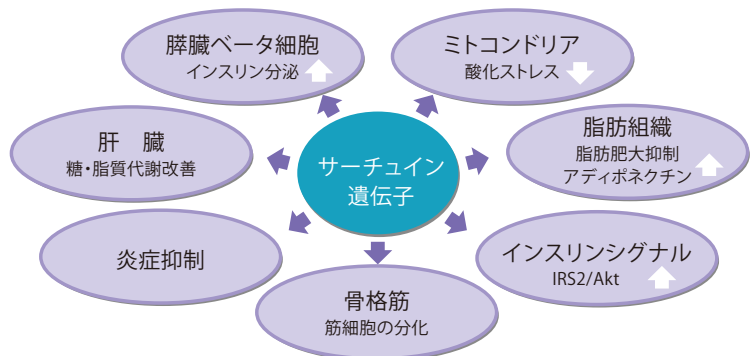 膵臓ベータ細胞
インスリン分泌
ミトコンドリア
酸化ストレス
肝　臓
糖・脂質代謝改善
サーチュイン
遺伝子
脂肪組織
脂肪肥大抑制
アディポネクチン
炎症抑制
インスリンシグナル
IRS2/Akt
骨格筋
筋細胞の分化